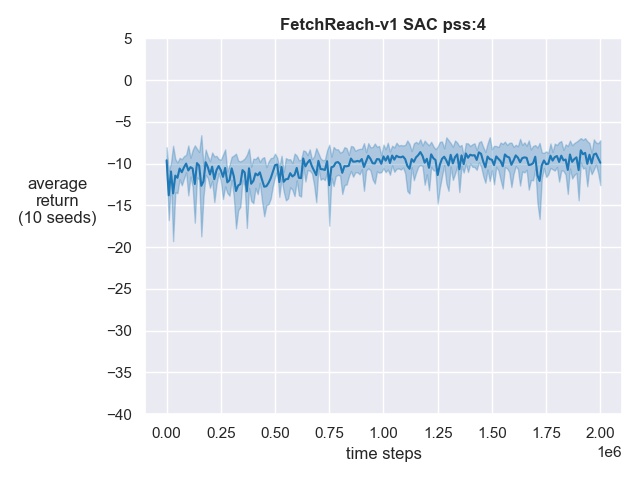 FetchReach-v1 SAC pss:4
5
0
−5
−10
−15
−20
−25
−30
−35
−40
average
return
(10 seeds)
0.00 0.25 0.50 0.75 1.00 1.25 1.50 1.75 2.00
time steps
1e6